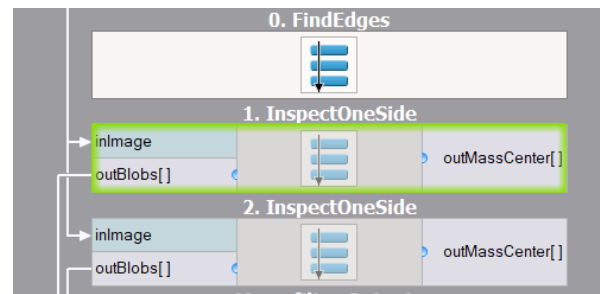 0. FindEdges
1. InspectOneSide
inImage
outMassCenter[ ]
outBlobs[ ]
2. InspectOneSide
inImage
outMassCenter[ ]
outBlobs[ ]